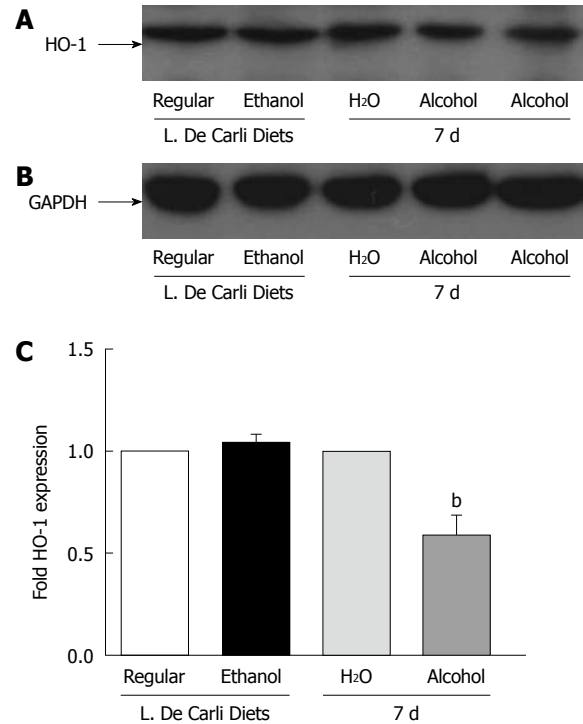 A
HO-1
Regular Ethanol H2O Alcohol Alcohol
L. De Carli Diets 7 d
B
GAPDH
Regular Ethanol H2O Alcohol Alcohol
L. De Carli Diets 7 d
C
Fold HO-1 expression
1.5
1.0
0.5
0.0
b
Regular Ethanol H2O Alcohol
L. De Carli Diets 7 d